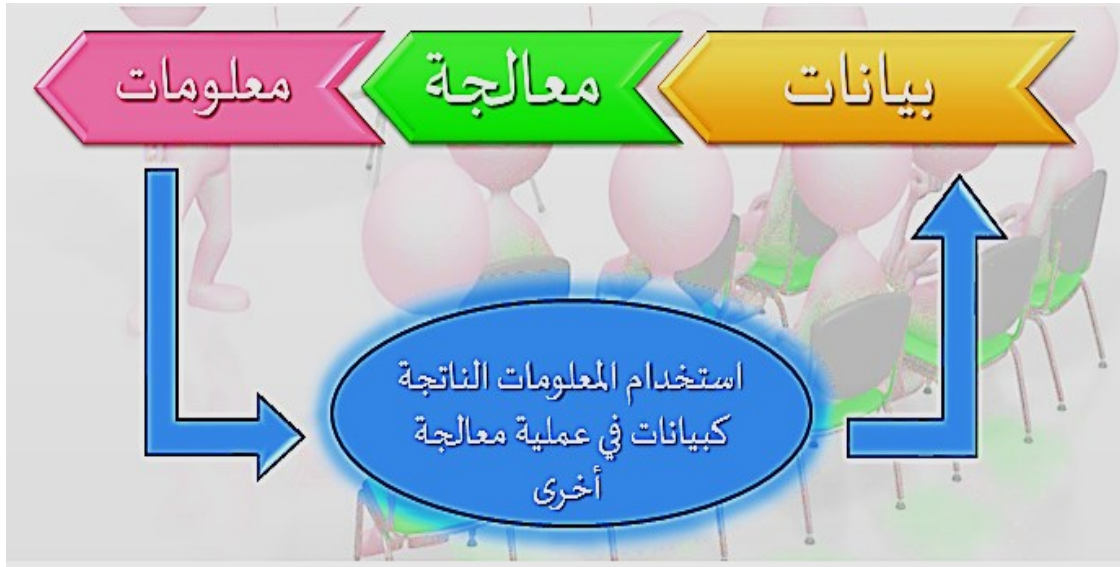 بيانات
معالجة
معلومات
استخدام المعلومات الناتجة
كبيانات في عملية معالجة
أخرى